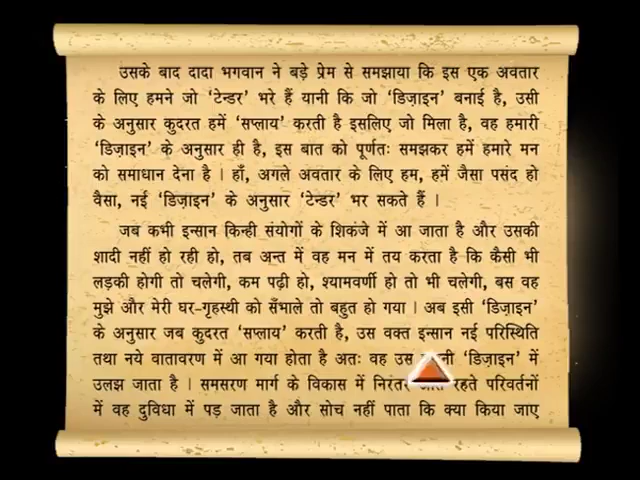 उसके बाद दादा भगवान ने बड़े प्रेम से समझाया कि इस एक अवतार
के लिए हमने जो ‘टेन्डर’ भरे हैं यानी कि जो ‘डिज़ाइन’ बनाई है, उसी
के अनुसार कुदरत हमें ‘सप्लाय’ करती है इसलिए जो मिला है, वह हमारी
‘डिज़ाइन’ के अनुसार ही है, इस बात को पूर्णतः समझकर हमें हमारे मन
को समाधान देना है । हाँ, अगले अवतार के लिए हम, हमें जैसा पसंद हो
वैसा, नई ‘डिज़ाइन’ के अनुसार ‘टेन्डर’ भर सकते हैं ।
जब कभी इन्सान किन्ही संयोगों के शिकंजे में आ जाता है और उसकी
शादी नहीं हो रही हो, तब अन्त में वह मन में तय करता है कि कैसी भी
लड़की होगी तो चलेगी, कम पढ़ी हो, श्यामवर्णी हो तो भी चलेगी, बस वह
मुझे और मेरी घर-गृहस्थी को सँभाले तो बहुत हो गया । अब इसी ‘डिज़ाइन’
के अनुसार जब कुदरत ‘सप्लाय’ करती है, उस वक्त इन्सान नई परिस्थिति
तथा नये वातावरण में आ गया होता है अतः वह उस ‘डिज़ाइन’ में
उलझ जाता है । समसरण मार्ग के विकास में रहते परिवर्तनों
में वह दुविधा में पड़ जाता है और सोच नहीं पाता कि क्या किया जाए